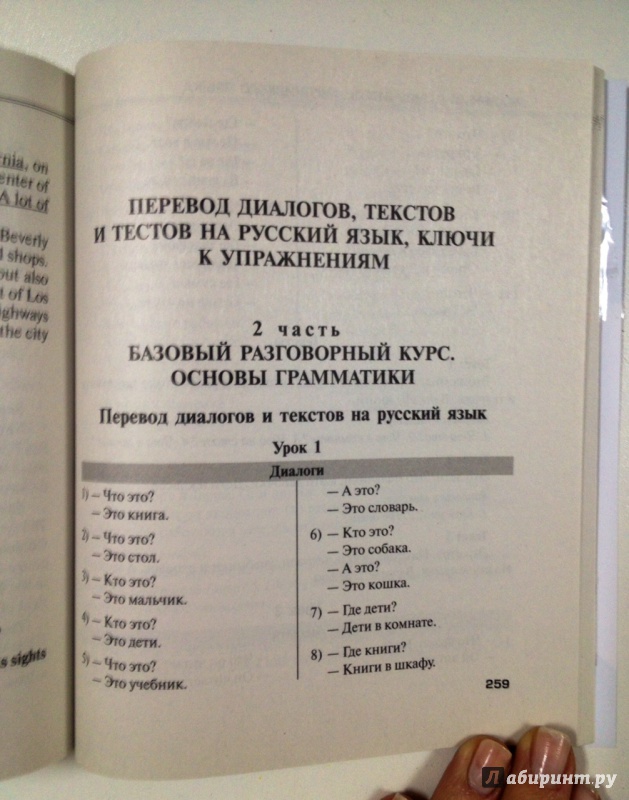 nia, on
enter of
A lot of
Beverly
shops.
out also
t of Los
ighways
the city
s sights
ПЕРЕВОД ДИАЛОГОВ, ТЕКСТОВ
И ТЕСТОВ НА РУССКИЙ ЯЗЫК, КЛЮЧИ
К УПРАЖНЕНИЯМ
2 часть
БАЗОВЫЙ РАЗГОВОРНЫЙ КУРС.
ОСНОВЫ ГРАММАТИКИ
Перевод диалогов и текстов на русский язык
Урок 1
Диалоги
1) – Что это?
– Это книга.
2) – Что это?
– Это стол.
3) – Кто это?
– Это мальчик.
4) – Кто это?
– Это дети.
5) – Что это?
– Это учебник.
– А это?
– Это словарь.
6) – Кто это?
– Это собака.
– А это?
– Это кошка.
7) – Где дети?
– Дети в комнате.
8) – Где книги?
– Книги в шкафу.
259
Лабиринт.ру